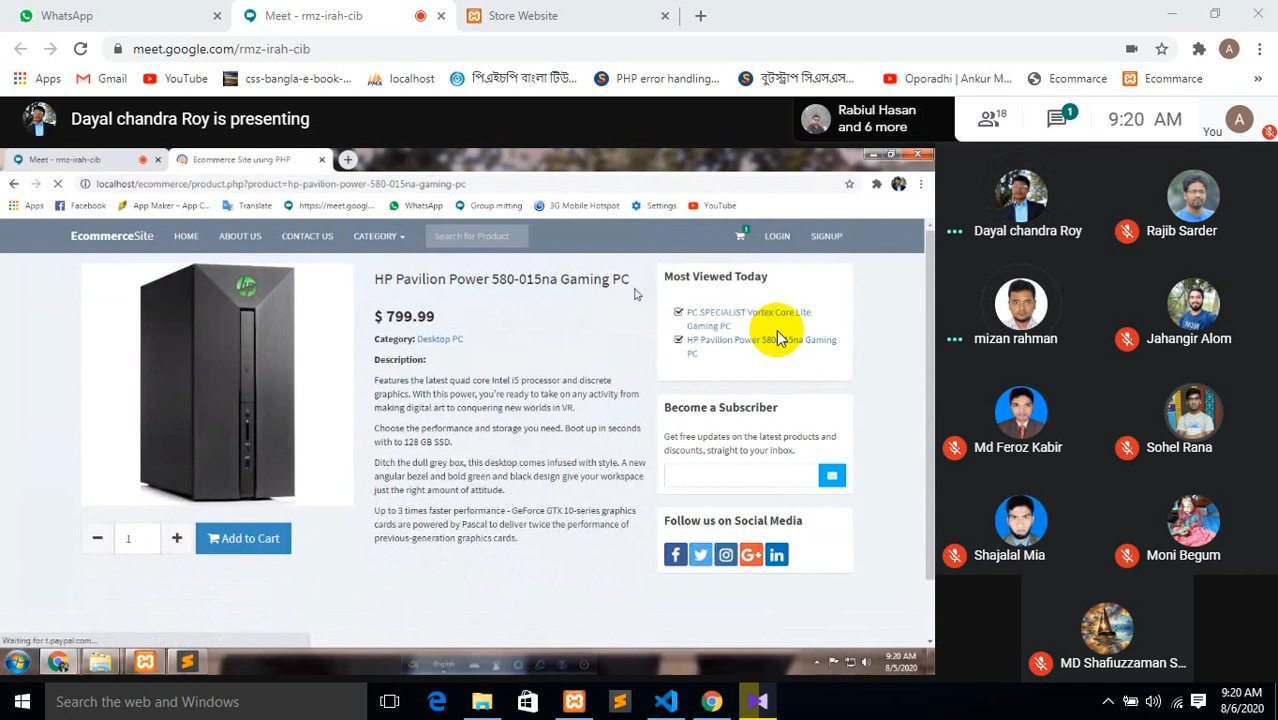 WhatsApp
Meet - rmz-irah-cib
Store Website
meet.google.com/rmz-irah-cib
A
Apps
Gmail
YouTube
css-bangla-e-book-...
localhost
পিএইচপি বাংলা টিউ...
PHP error handling...
বুটস্ট্রাপ সিএসএস...
Oporadhi | Ankur M...
Ecommerce
Ecommerce
Dayal chandra Roy is presenting
Rabiul Hasan
and 6 more
18
1
9:20 AM
You
A
Meet - rmz-irah-cib
Ecommerce Site using PHP
localhost/ecommerce/product.php?product=hp-pavilion-power-580-015na-gaming-pc
Apps
Facebook
App Maker – App C...
Translate
https://meet.googl...
WhatsApp
Group mitting
3G Mobile Hotspot
Settings
YouTube
EcommerceSite
HOME
ABOUT US
CONTACT US
CATEGORY
Search for Product
1
LOGIN
SIGNUP
HP Pavilion Power 580-015na Gaming PC
$ 799.99
Category: Desktop PC
Description:
Features the latest quad core Intel i5 processor and discrete
graphics. With this power, you're ready to take on any activity from
making digital art to conquering new worlds in VR.
Choose the performance and storage you need. Boot up in seconds
with to 128 GB SSD.
Ditch the dull grey box, this desktop comes infused with style. A new
angular bezel and bold green and black design give your workspace
just the right amount of attitude.
Up to 3 times faster performance - GeForce GTX 10-series graphics
cards are powered by Pascal to deliver twice the performance of
previous-generation graphics cards.
1
Add to Cart
Most Viewed Today
PC SPECIALIST Vortex Core Lite
Gaming PC
HP Pavilion Power 580-015na Gaming
PC
Become a Subscriber
Get free updates on the latest products and
discounts, straight to your inbox.
Follow us on Social Media
Waiting for t.paypal.com...
English
9:20 AM
8/5/2020
Dayal chandra Roy
Rajib Sarder
mizan rahman
Jahangir Alom
Md Feroz Kabir
Sohel Rana
Shajalal Mia
Moni Begum
MD Shafiuzzaman S...
Search the web and Windows
9:20 AM
8/6/2020